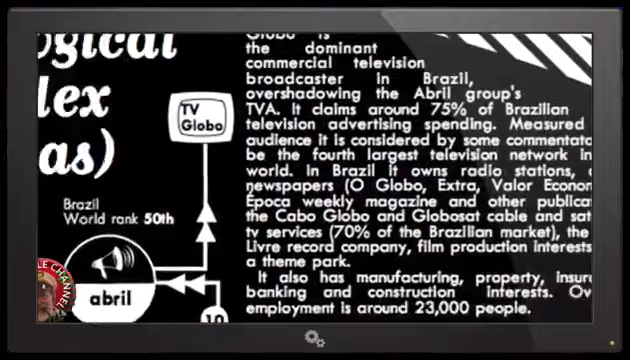 ogical
lex
as)
TV
Globo
Brazil
World rank 50th
abril
10
LE CHANNEL
Globo is
the dominant
commercial television
broadcaster in Brazil,
overshadowing the Abril group's
TVA. It claims around 75% of Brazilian
television advertising spending. Measured
audience it is considered by some commentato
be the fourth largest television network in
world. In Brazil it owns radio stations,
newspapers (O Globo, Extra, Valor Econom
Época weekly magazine and other publica
the Cabo Globo and Globosat cable and sat
tv services (70% of the Brazilian market), the
Livre record company, film production interests
a theme park.
It also has manufacturing, property, insur
banking and construction interests. Ov
employment is around 23,000 people.